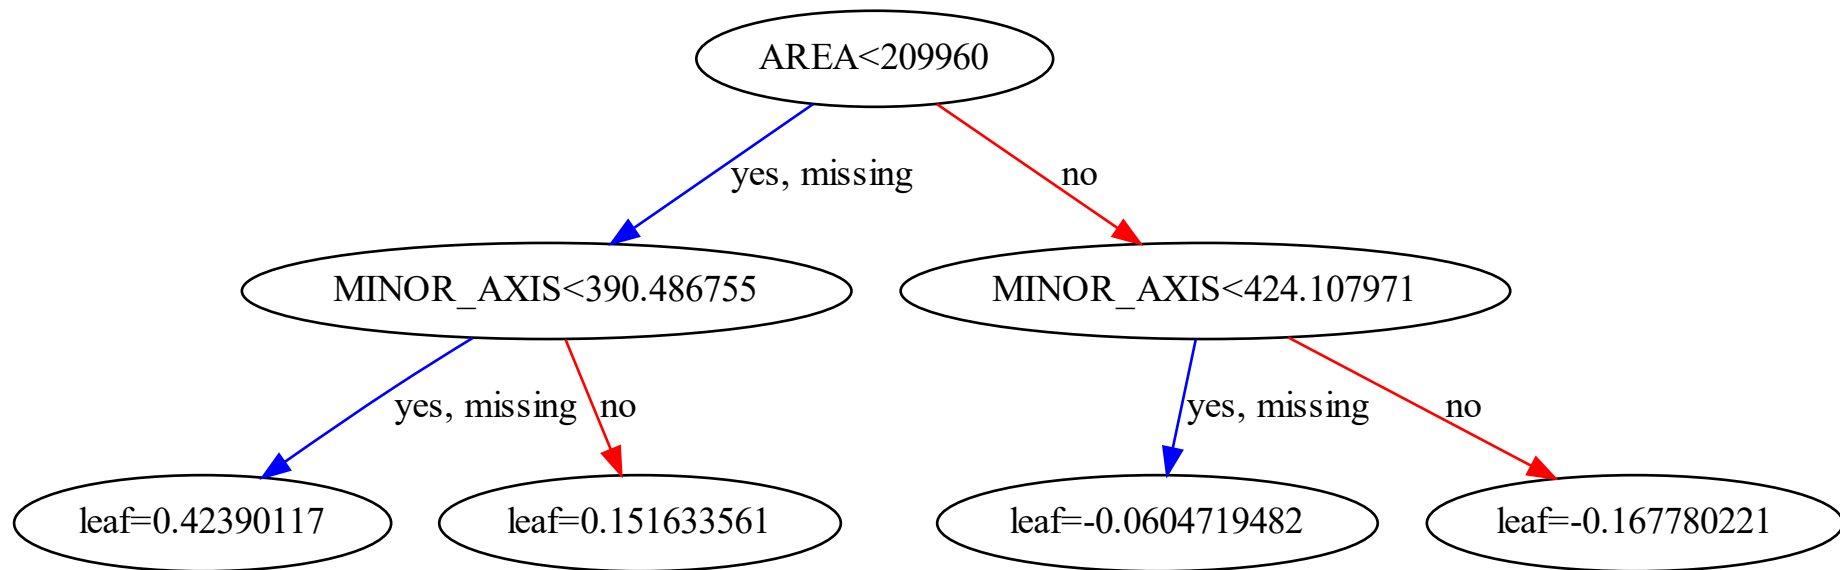 AREA<209960
yes, missing
no
MINOR_AXIS<390.486755
MINOR_AXIS<424.107971
yes, missing
no
yes, missing
no
leaf=0.42390117
leaf=0.151633561
leaf=-0.0604719482
leaf=-0.167780221